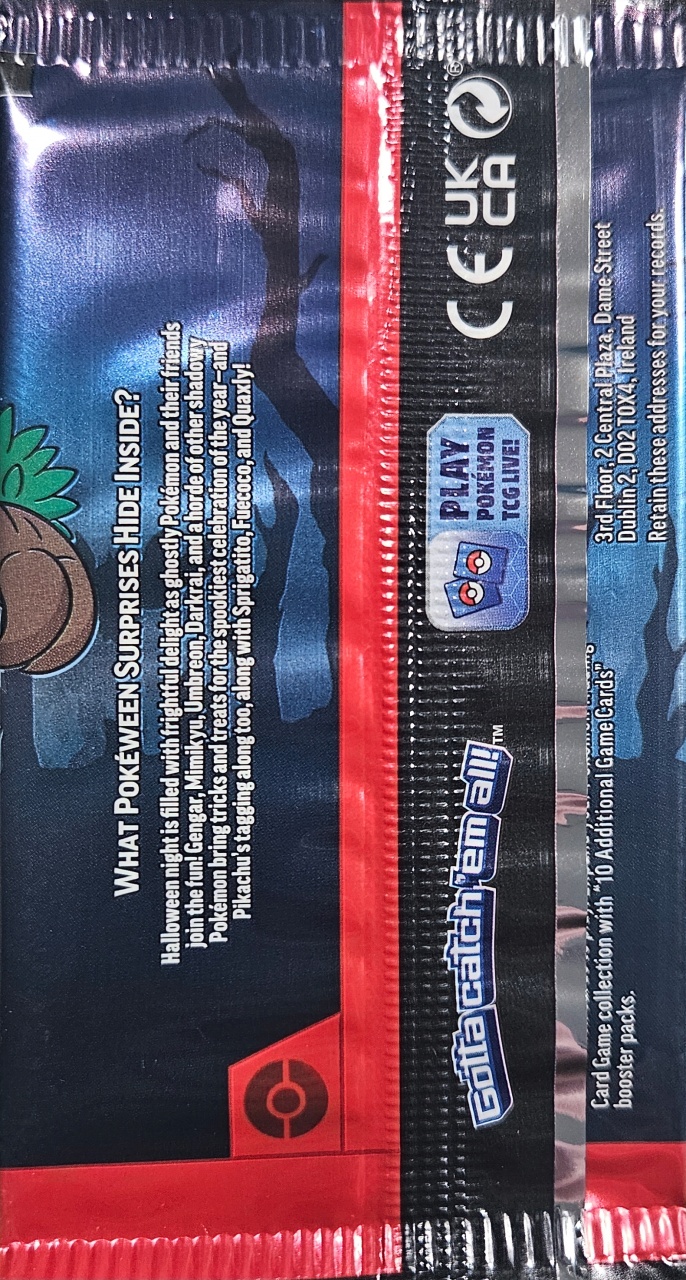 WHAT POKÉWEEN SURPRISES HIDE INSIDE?
Halloween night is filled with frightful delight as ghostly Pokémon and their friends
join the fun! Gengar, Mimikyu, Umbreon, Darkrai, and a horde of other shadowy
Pokémon bring tricks and treats for the spookiest celebration of the year—and
Pikachu's tagging along too, along with Sprigatito, Fuecoco, and Quaxly!
Gotta catch 'em all!™
PLAY
POKÉMON
TCG LIVE!
CE UK
CA ®
Card Game collection with "10 Additional Game Cards"
booster packs.
3rd Floor, 2 Central Plaza, Dame Street
Dublin 2, D02 T0X4, Ireland
Retain these addresses for your records.